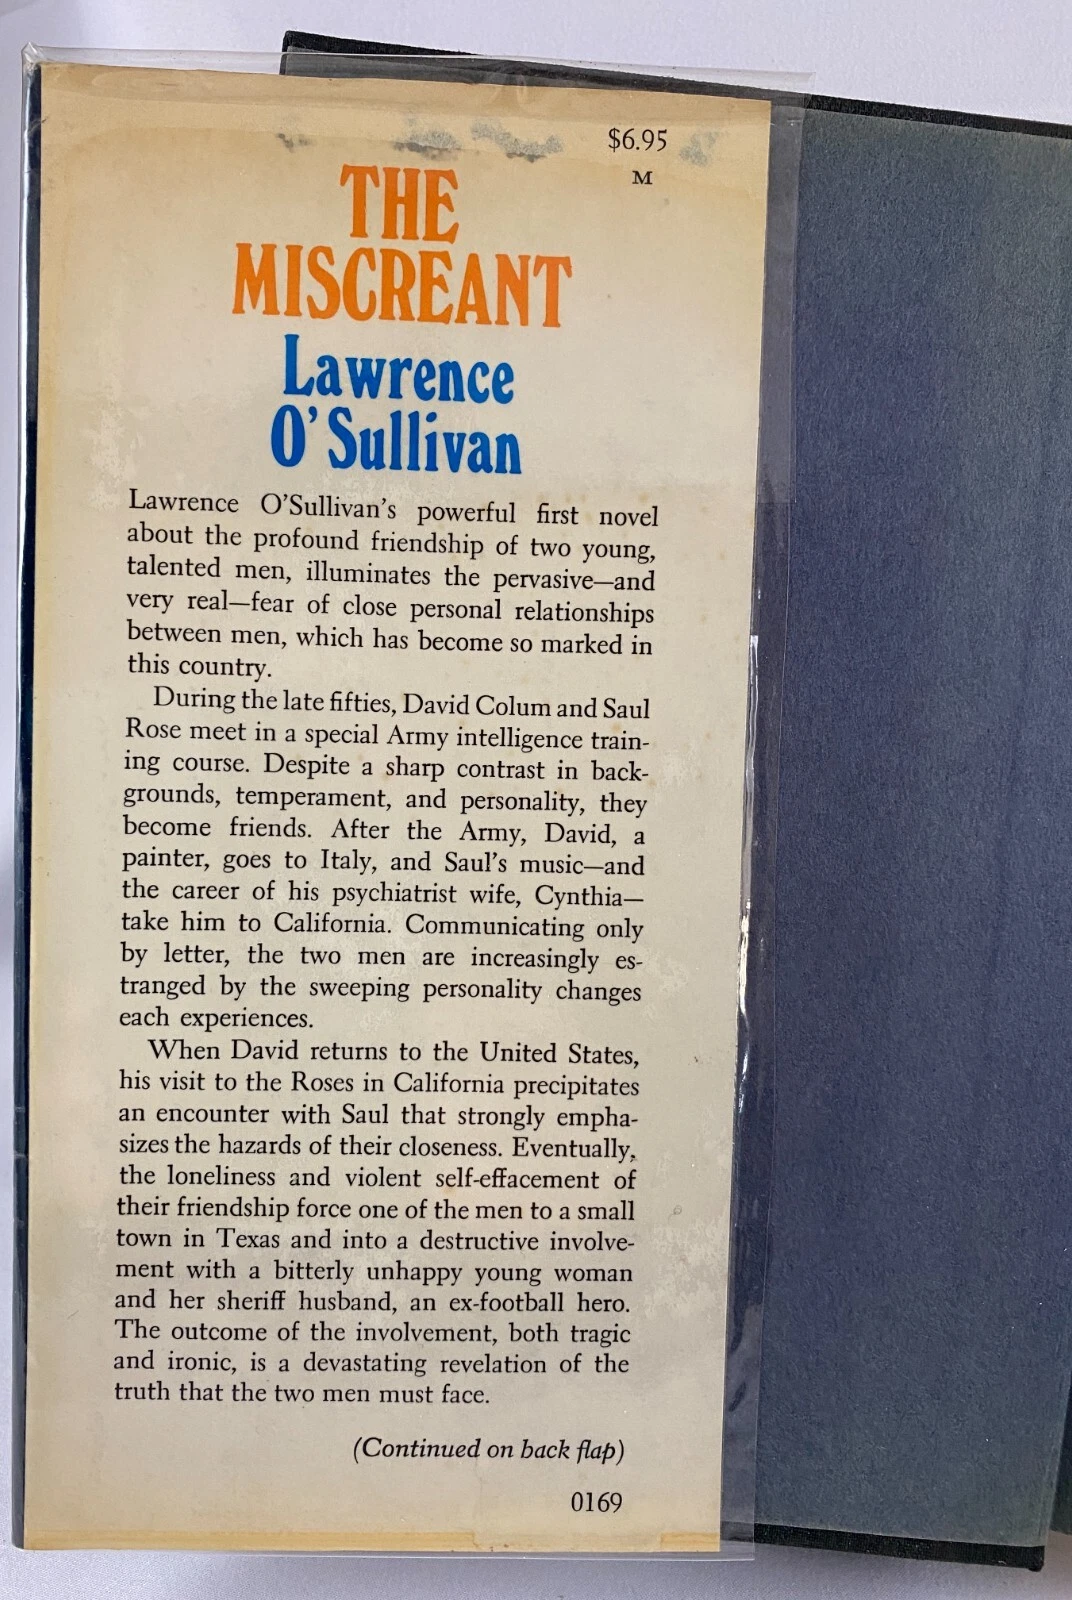 $6.95
M
THE
MISCREANT
Lawrence
O'Sullivan
Lawrence O'Sullivan's powerful first novel
about the profound friendship of two young,
talented men, illuminates the pervasive—and
very real—fear of close personal relationships
between men, which has become so marked in
this country.
During the late fifties, David Colum and Saul
Rose meet in a special Army intelligence train-
ing course. Despite a sharp contrast in back-
grounds, temperament, and personality, they
become friends. After the Army, David, a
painter, goes to Italy, and Saul's music—and
the career of his psychiatrist wife, Cynthia—
take him to California. Communicating only
by letter, the two men are increasingly es-
tranged by the sweeping personality changes
each experiences.
When David returns to the United States,
his visit to the Roses in California precipitates
an encounter with Saul that strongly empha-
sizes the hazards of their closeness. Eventually,
the loneliness and violent self-effacement of
their friendship force one of the men to a small
town in Texas and into a destructive involve-
ment with a bitterly unhappy young woman
and her sheriff husband, an ex-football hero.
The outcome of the involvement, both tragic
and ironic, is a devastating revelation of the
truth that the two men must face.
(Continued on back flap)
0169